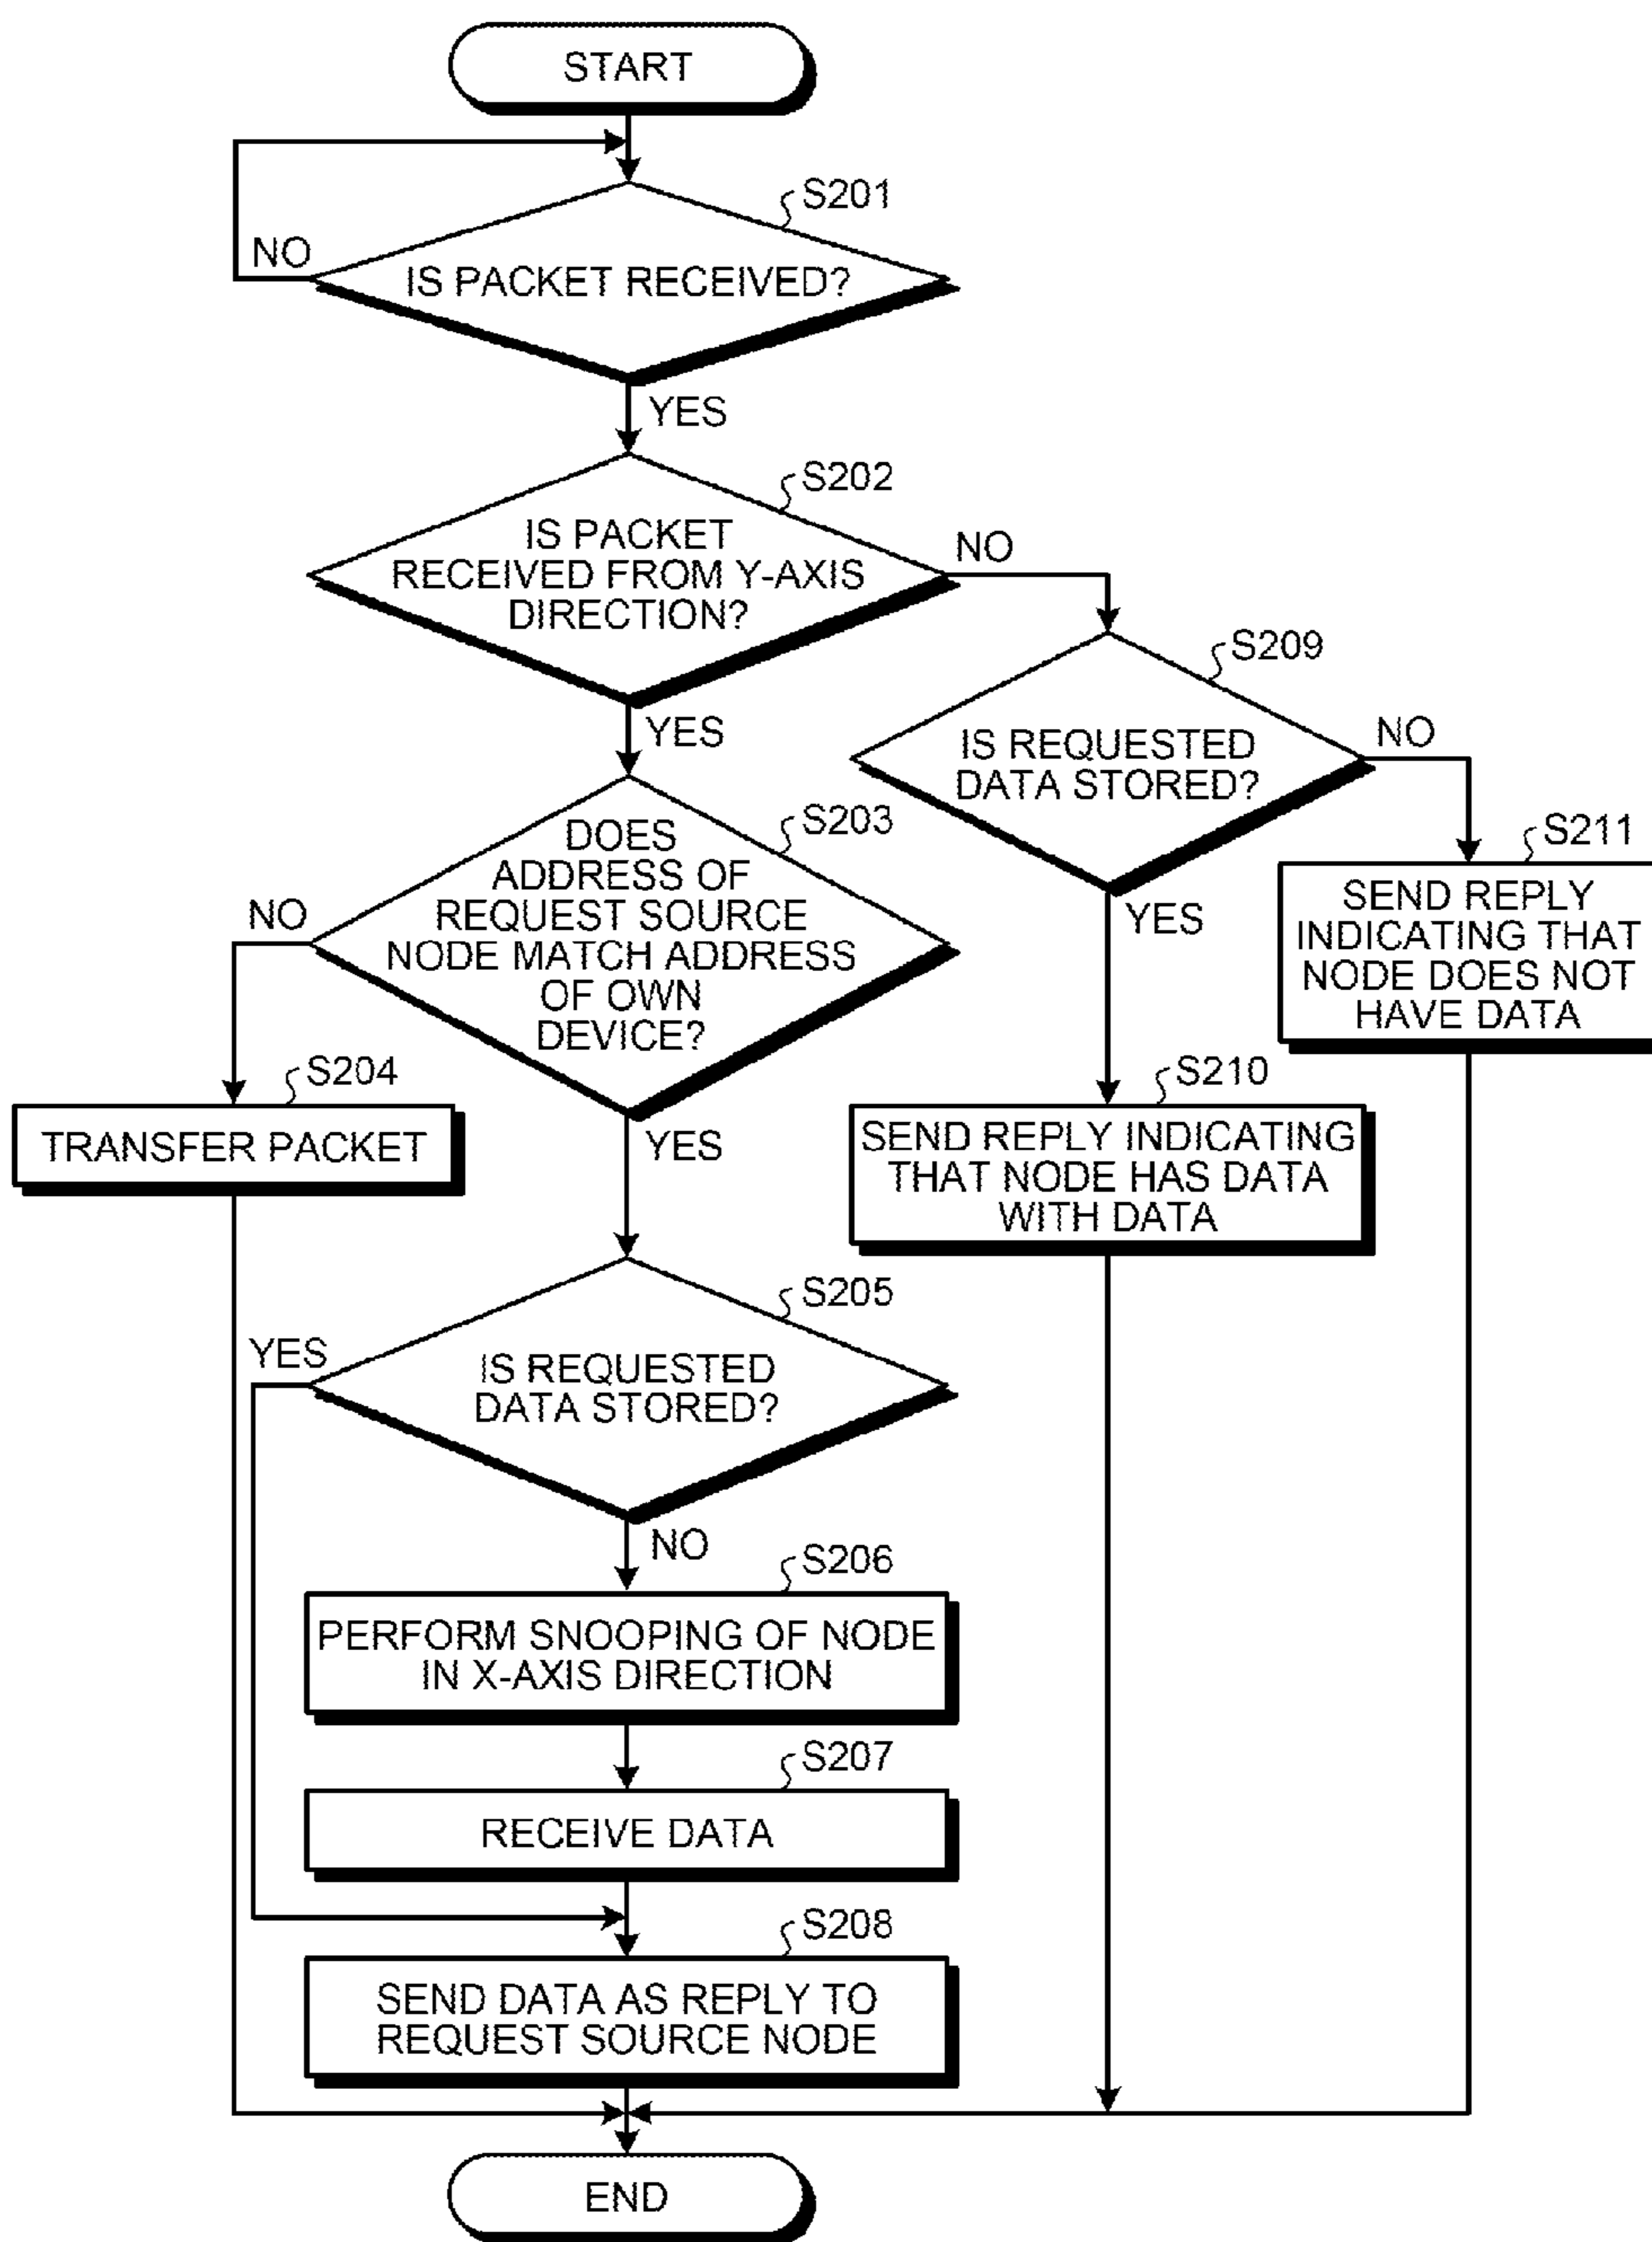 START
S201
NO
IS PACKET RECEIVED?
YES
S202
IS PACKET
RECEIVED FROM Y-AXIS
DIRECTION?
NO
YES
S209
IS REQUESTED
DATA STORED?
NO
YES
S203
DOES
ADDRESS OF
REQUEST SOURCE
NODE MATCH ADDRESS
OF OWN
DEVICE?
NO
YES
S211
SEND REPLY
INDICATING THAT
NODE DOES NOT
HAVE DATA
S204
TRANSFER PACKET
S210
SEND REPLY INDICATING
THAT NODE HAS DATA
WITH DATA
S205
YES
IS REQUESTED
DATA STORED?
NO
S206
PERFORM SNOOPING OF NODE
IN X-AXIS DIRECTION
S207
RECEIVE DATA
S208
SEND DATA AS REPLY TO
REQUEST SOURCE NODE
END